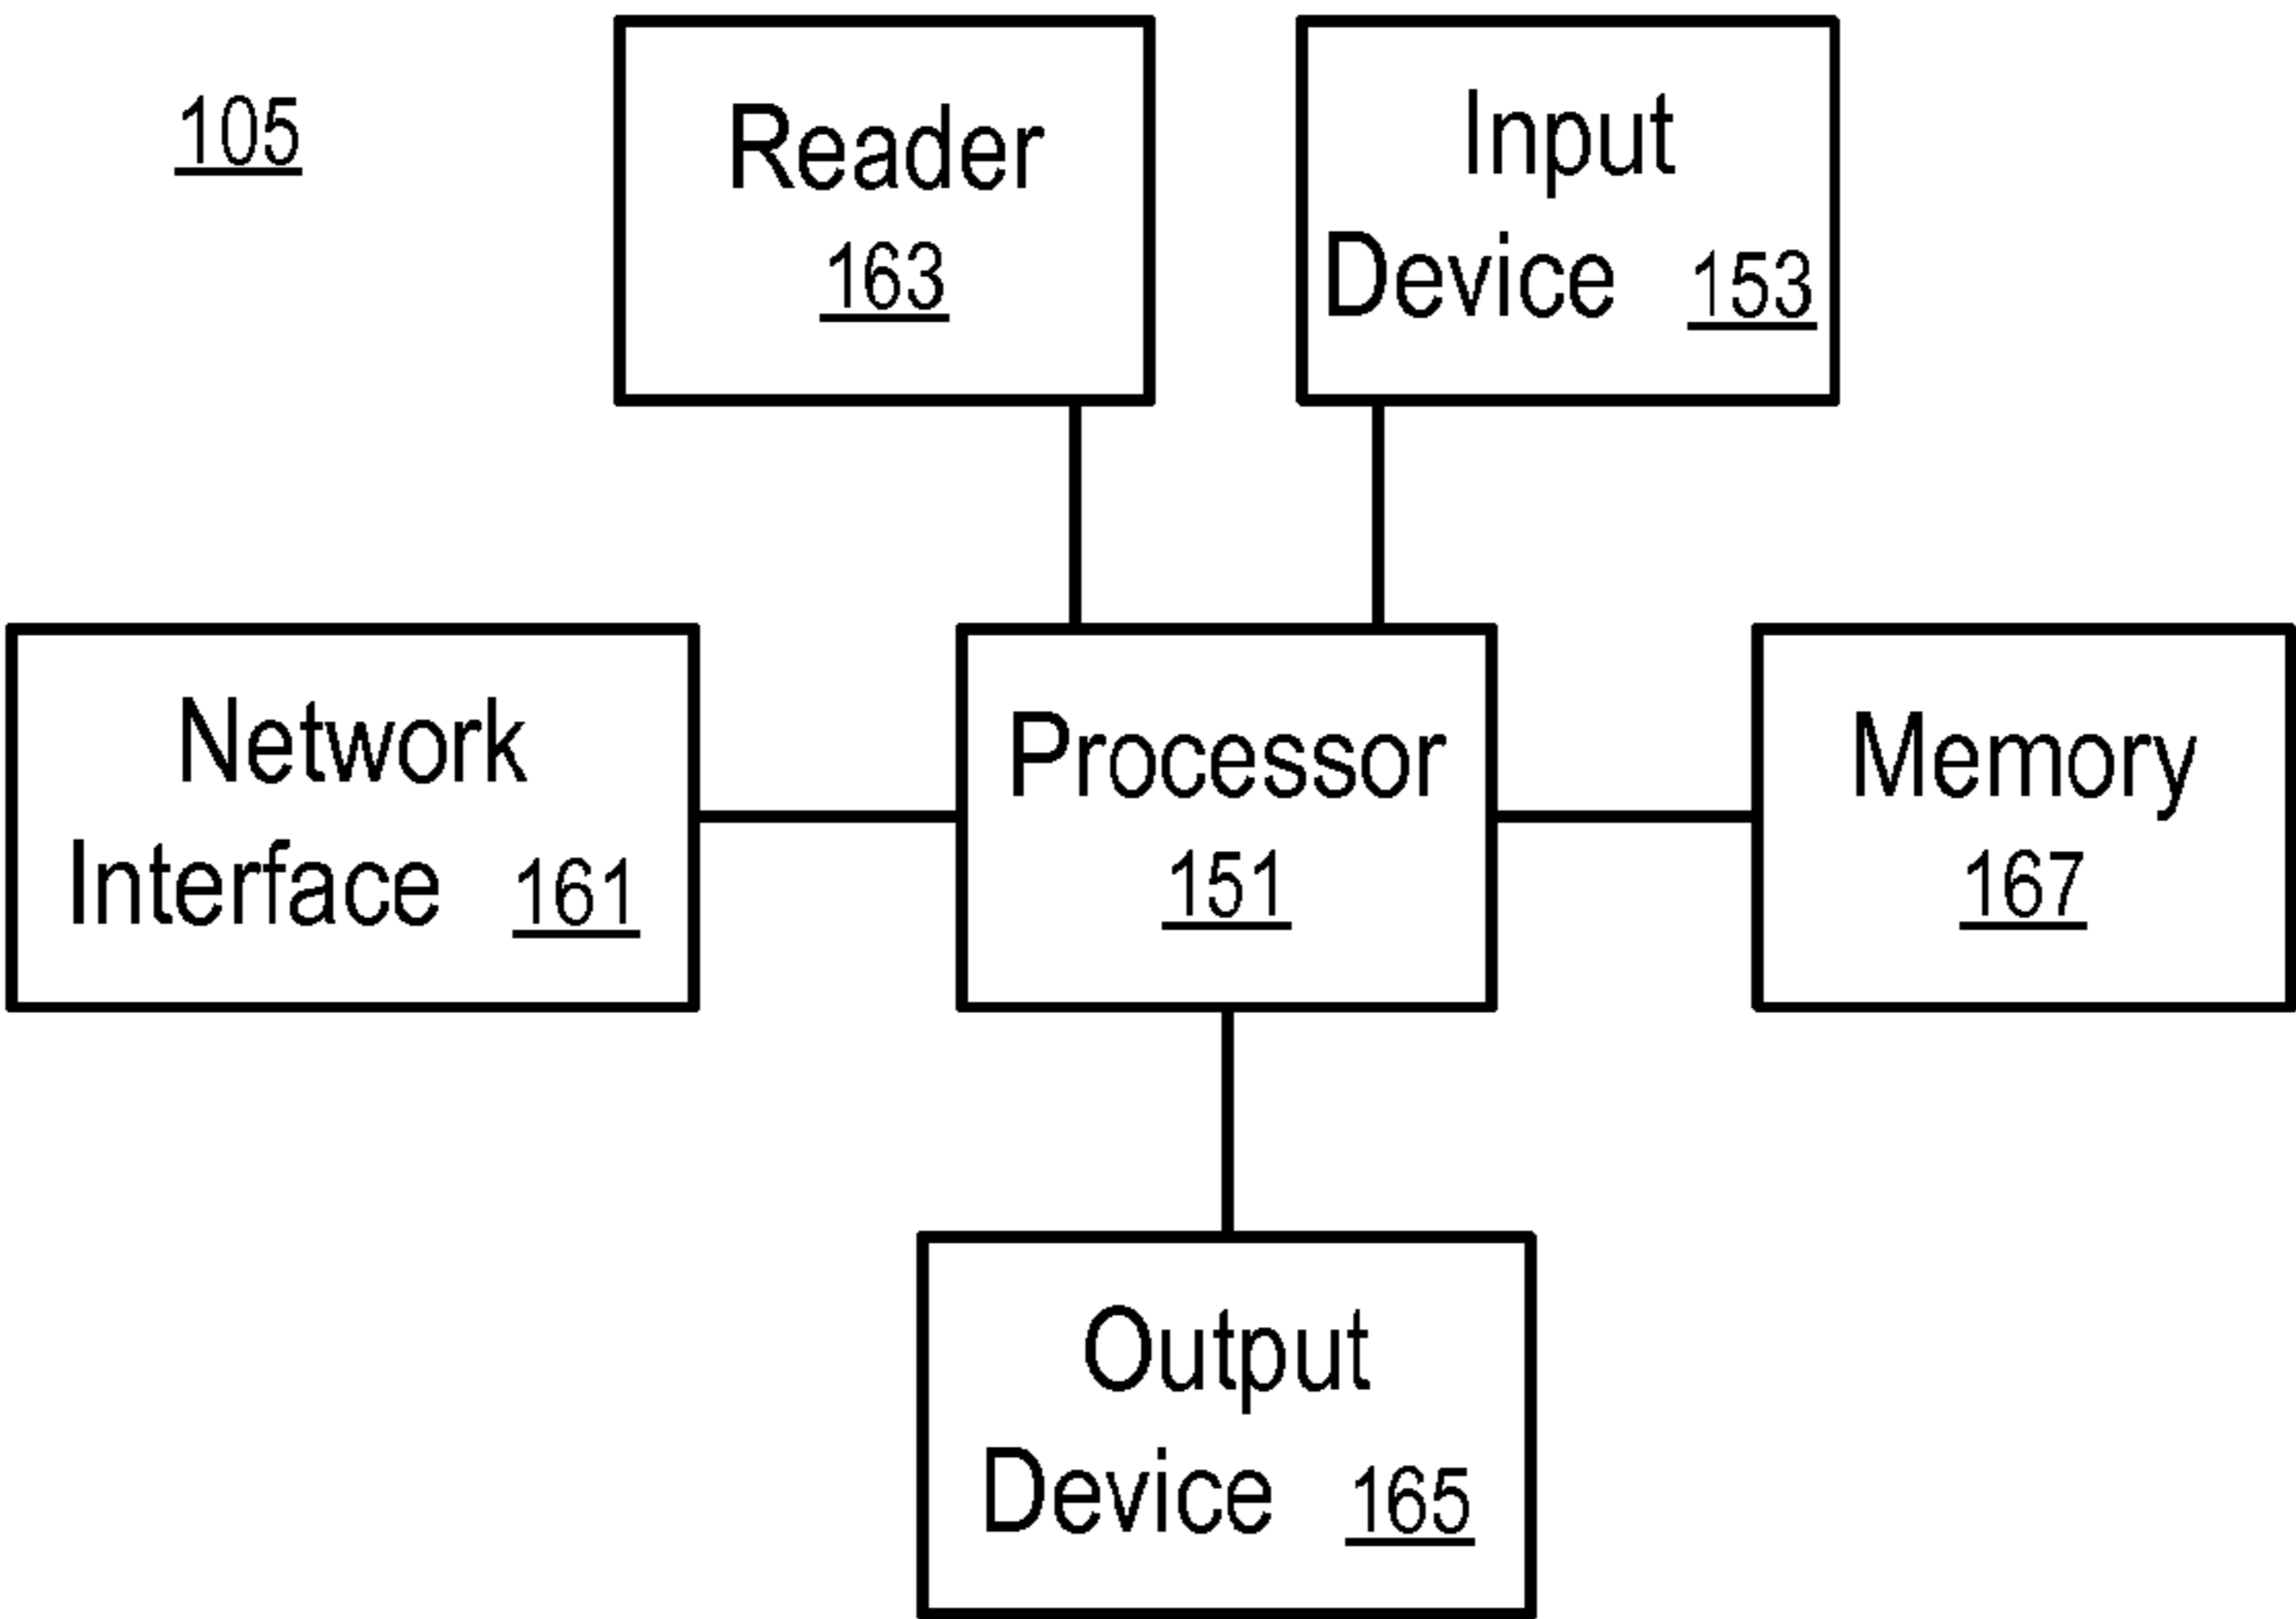 105
Reader
163
Input
Device 153
Network
Interface 161
Processor
151
Memory
167
Output
Device 165